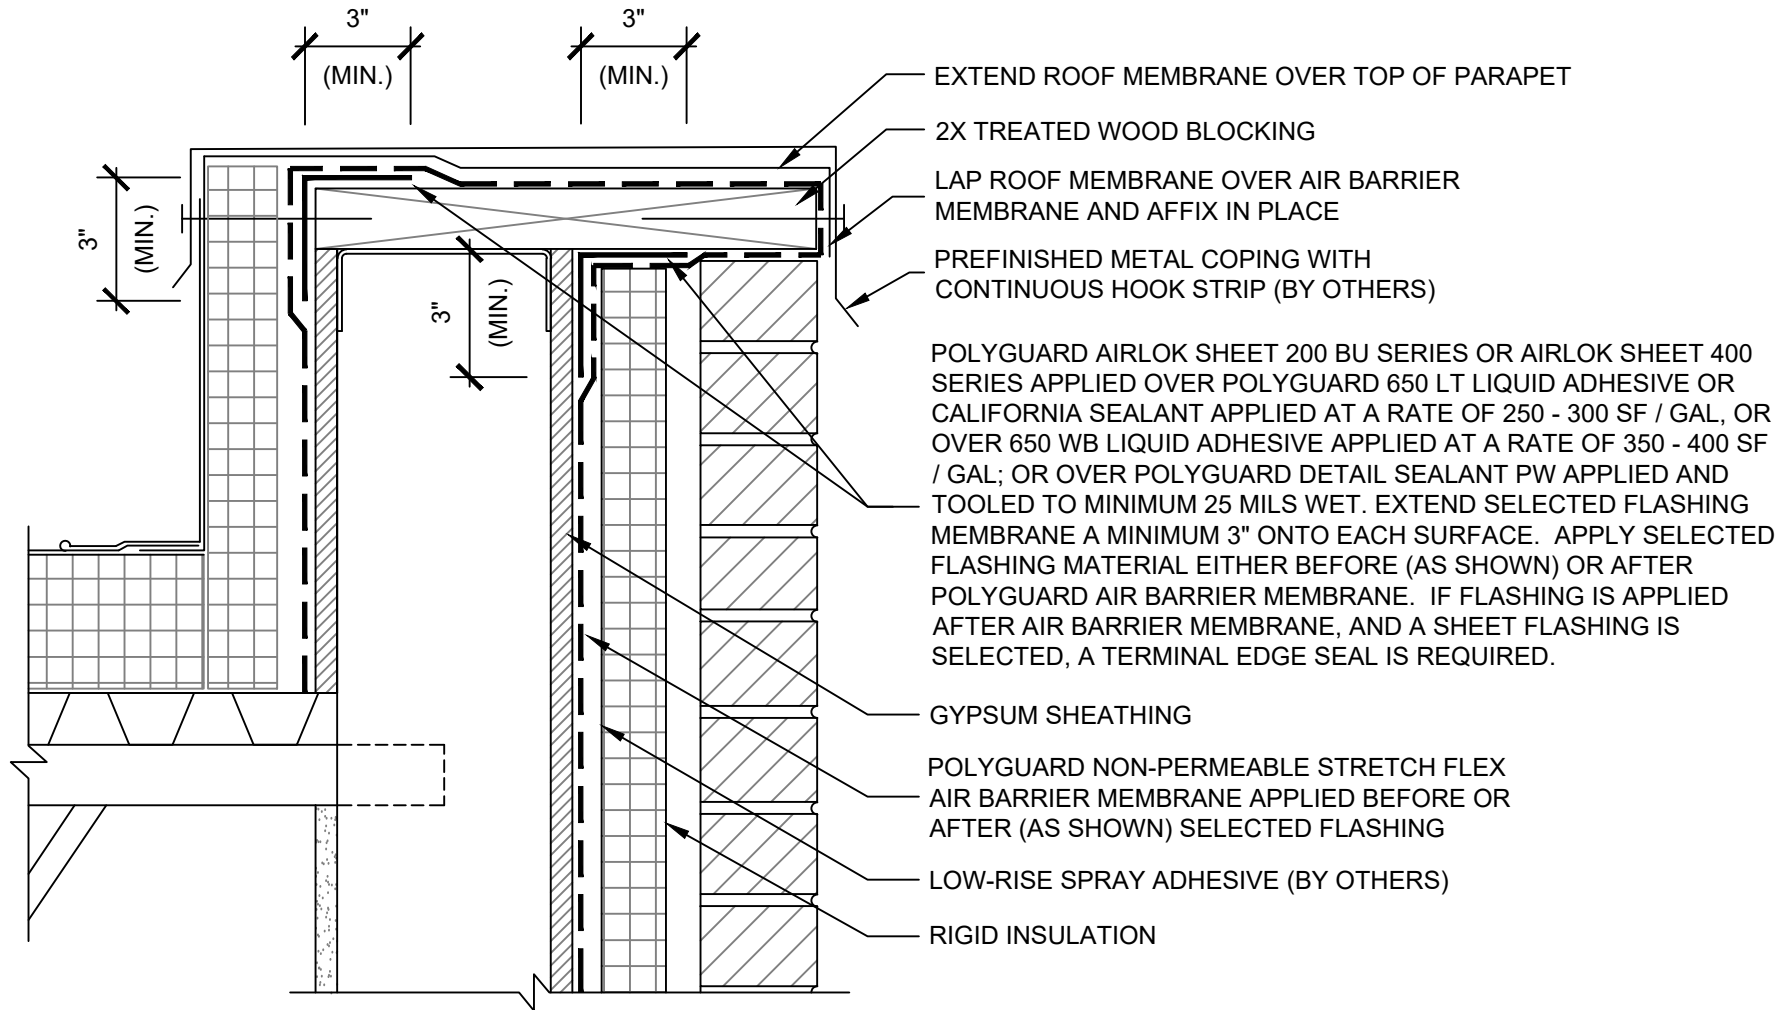 3"
(MIN.)
3"
(MIN.)
3"
(MIN.)
3"
(MIN.)
EXTEND ROOF MEMBRANE OVER TOP OF PARAPET
2X TREATED WOOD BLOCKING
LAP ROOF MEMBRANE OVER AIR BARRIER
MEMBRANE AND AFFIX IN PLACE
PREFINISHED METAL COPING WITH
CONTINUOUS HOOK STRIP (BY OTHERS)
POLYGUARD AIRLOK SHEET 200 BU SERIES OR AIRLOK SHEET 400
SERIES APPLIED OVER POLYGUARD 650 LT LIQUID ADHESIVE OR
CALIFORNIA SEALANT APPLIED AT A RATE OF 250 - 300 SF / GAL, OR
OVER 650 WB LIQUID ADHESIVE APPLIED AT A RATE OF 350 - 400 SF
/ GAL; OR OVER POLYGUARD DETAIL SEALANT PW APPLIED AND
TOOLED TO MINIMUM 25 MILS WET. EXTEND SELECTED FLASHING
MEMBRANE A MINIMUM 3" ONTO EACH SURFACE.  APPLY SELECTED
FLASHING MATERIAL EITHER BEFORE (AS SHOWN) OR AFTER
POLYGUARD AIR BARRIER MEMBRANE.  IF FLASHING IS APPLIED
AFTER AIR BARRIER MEMBRANE, AND A SHEET FLASHING IS
SELECTED, A TERMINAL EDGE SEAL IS REQUIRED.
GYPSUM SHEATHING
POLYGUARD NON-PERMEABLE STRETCH FLEX
AIR BARRIER MEMBRANE APPLIED BEFORE OR
AFTER (AS SHOWN) SELECTED FLASHING
LOW-RISE SPRAY ADHESIVE (BY OTHERS)
RIGID INSULATION